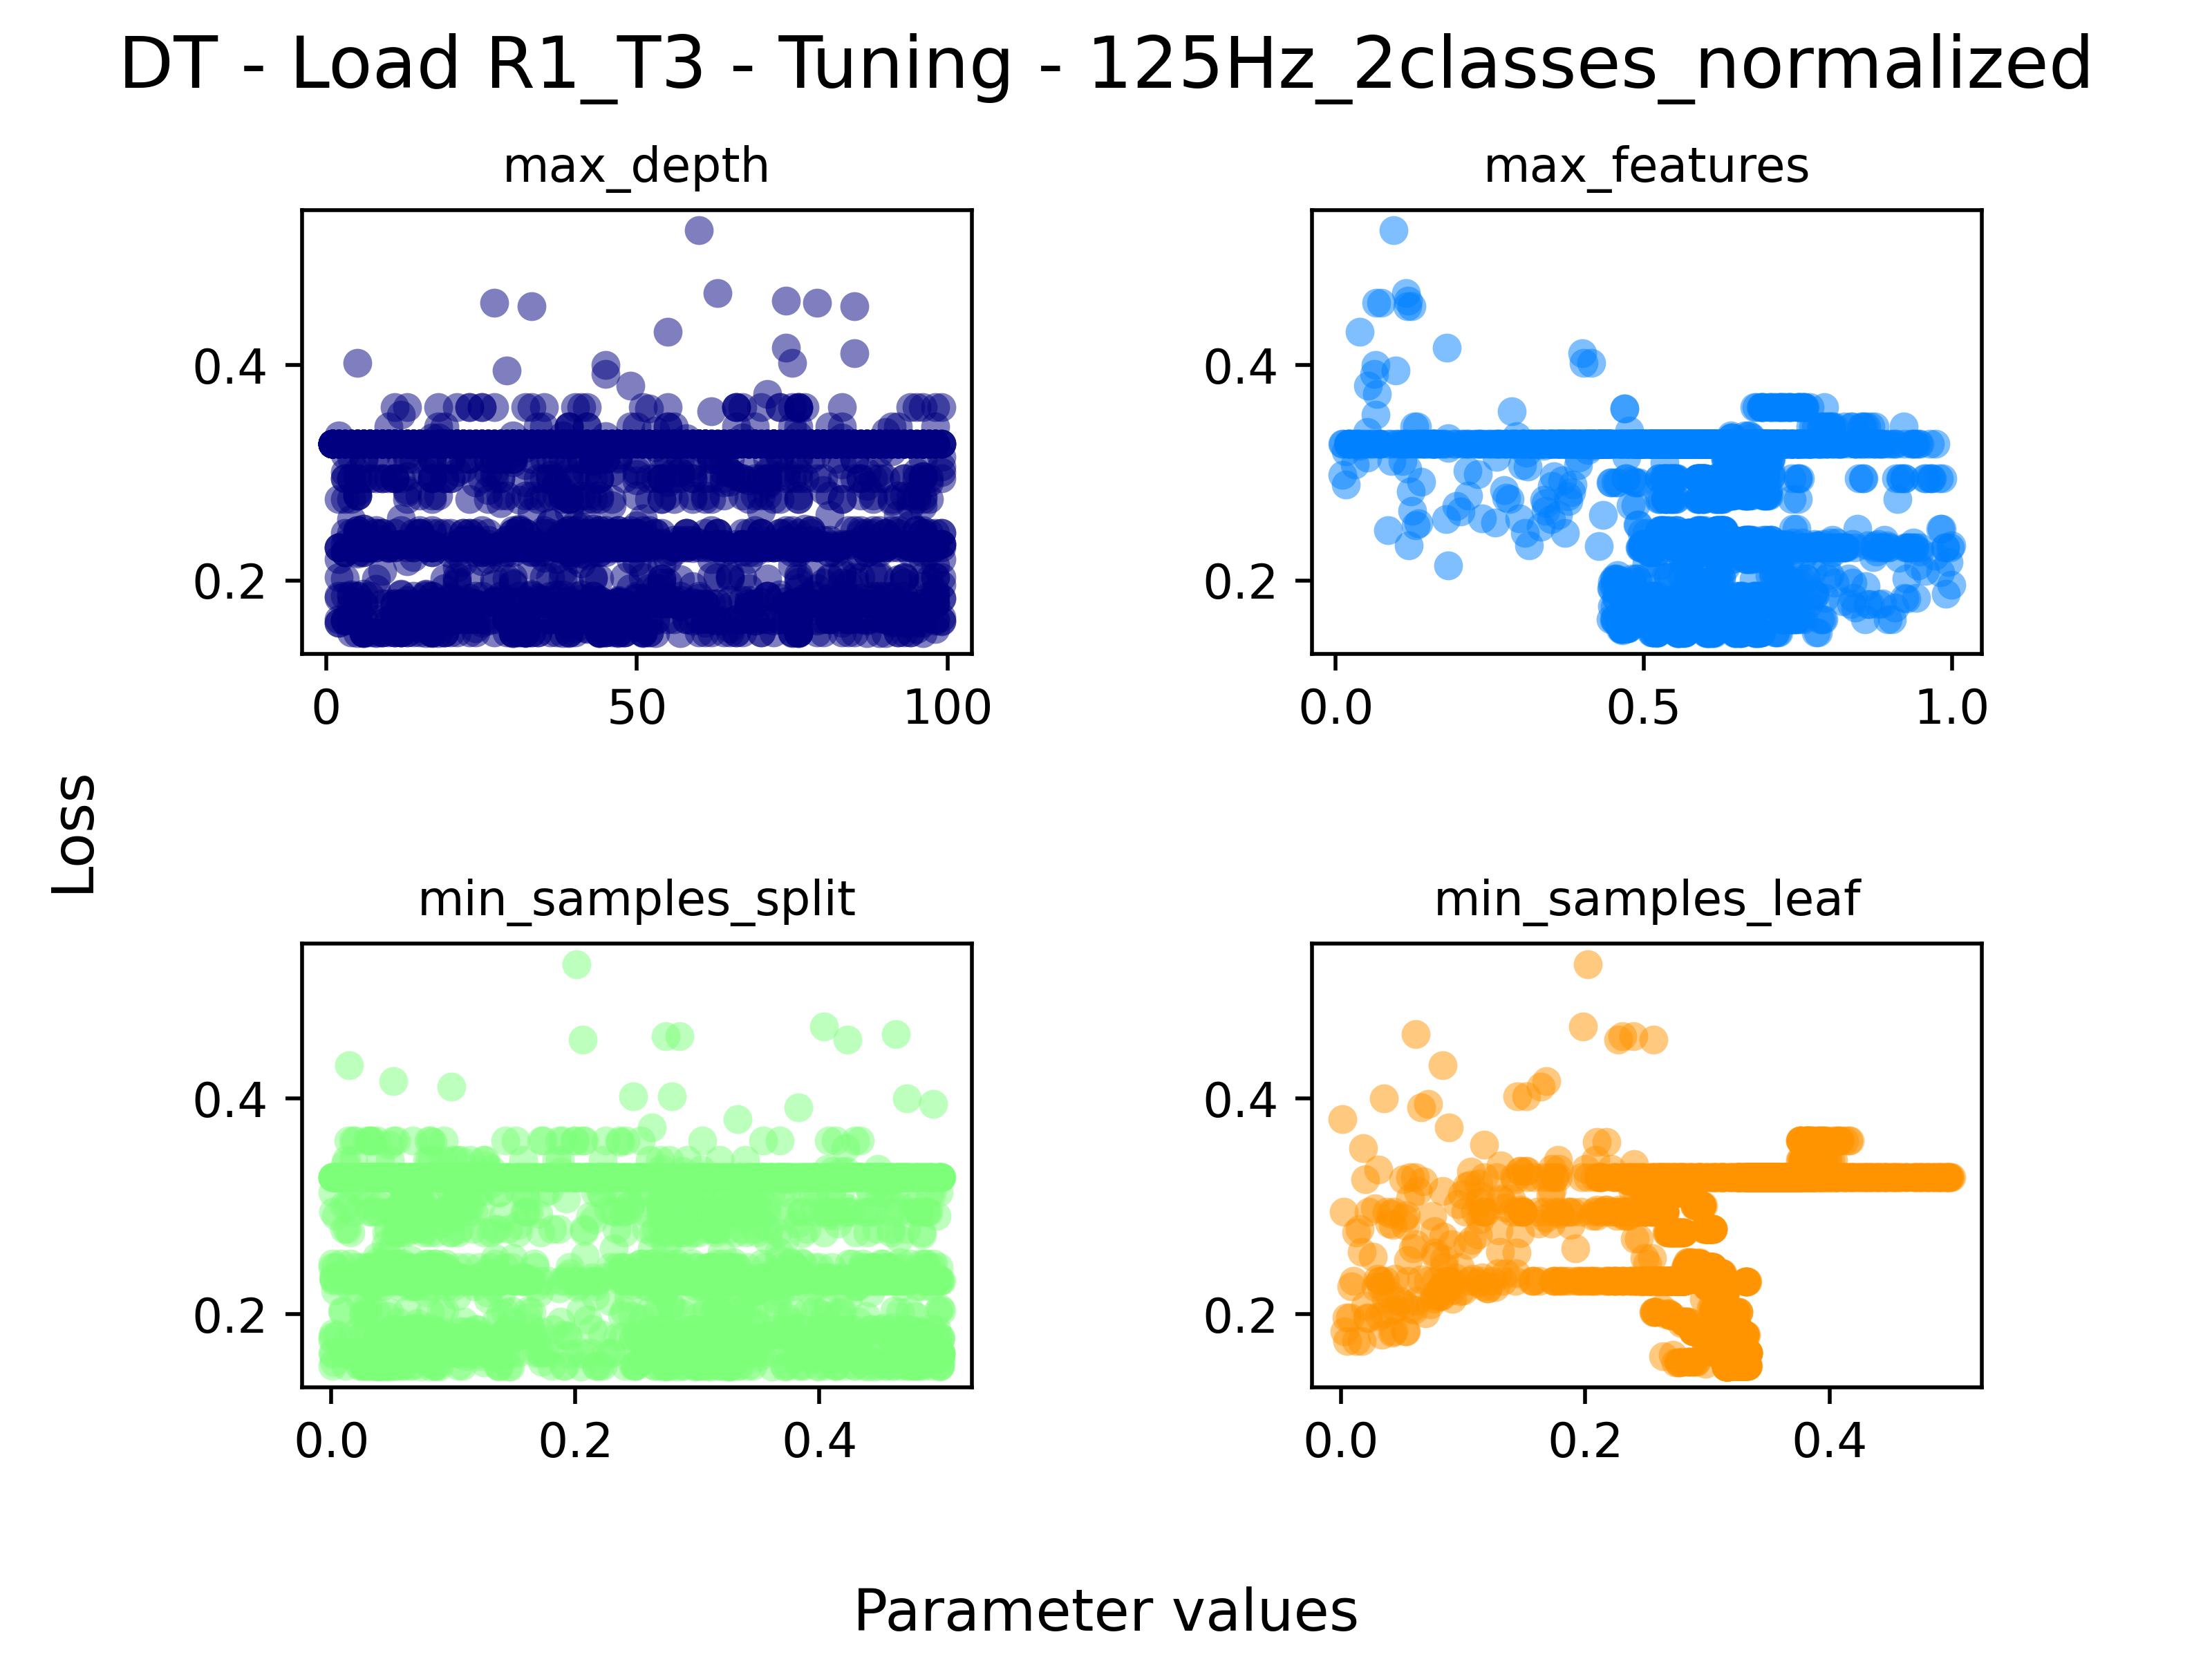 DT - Load R1_T3 - Tuning - 125Hz_2classes_normalized
max_depth
max_features
0.4
0.2
0
50
100
0.4
0.2
0.0
0.5
1.0
Loss
min_samples_split
min_samples_leaf
0.4
0.2
0.0
0.2
0.4
0.4
0.2
0.0
0.2
0.4
Parameter values